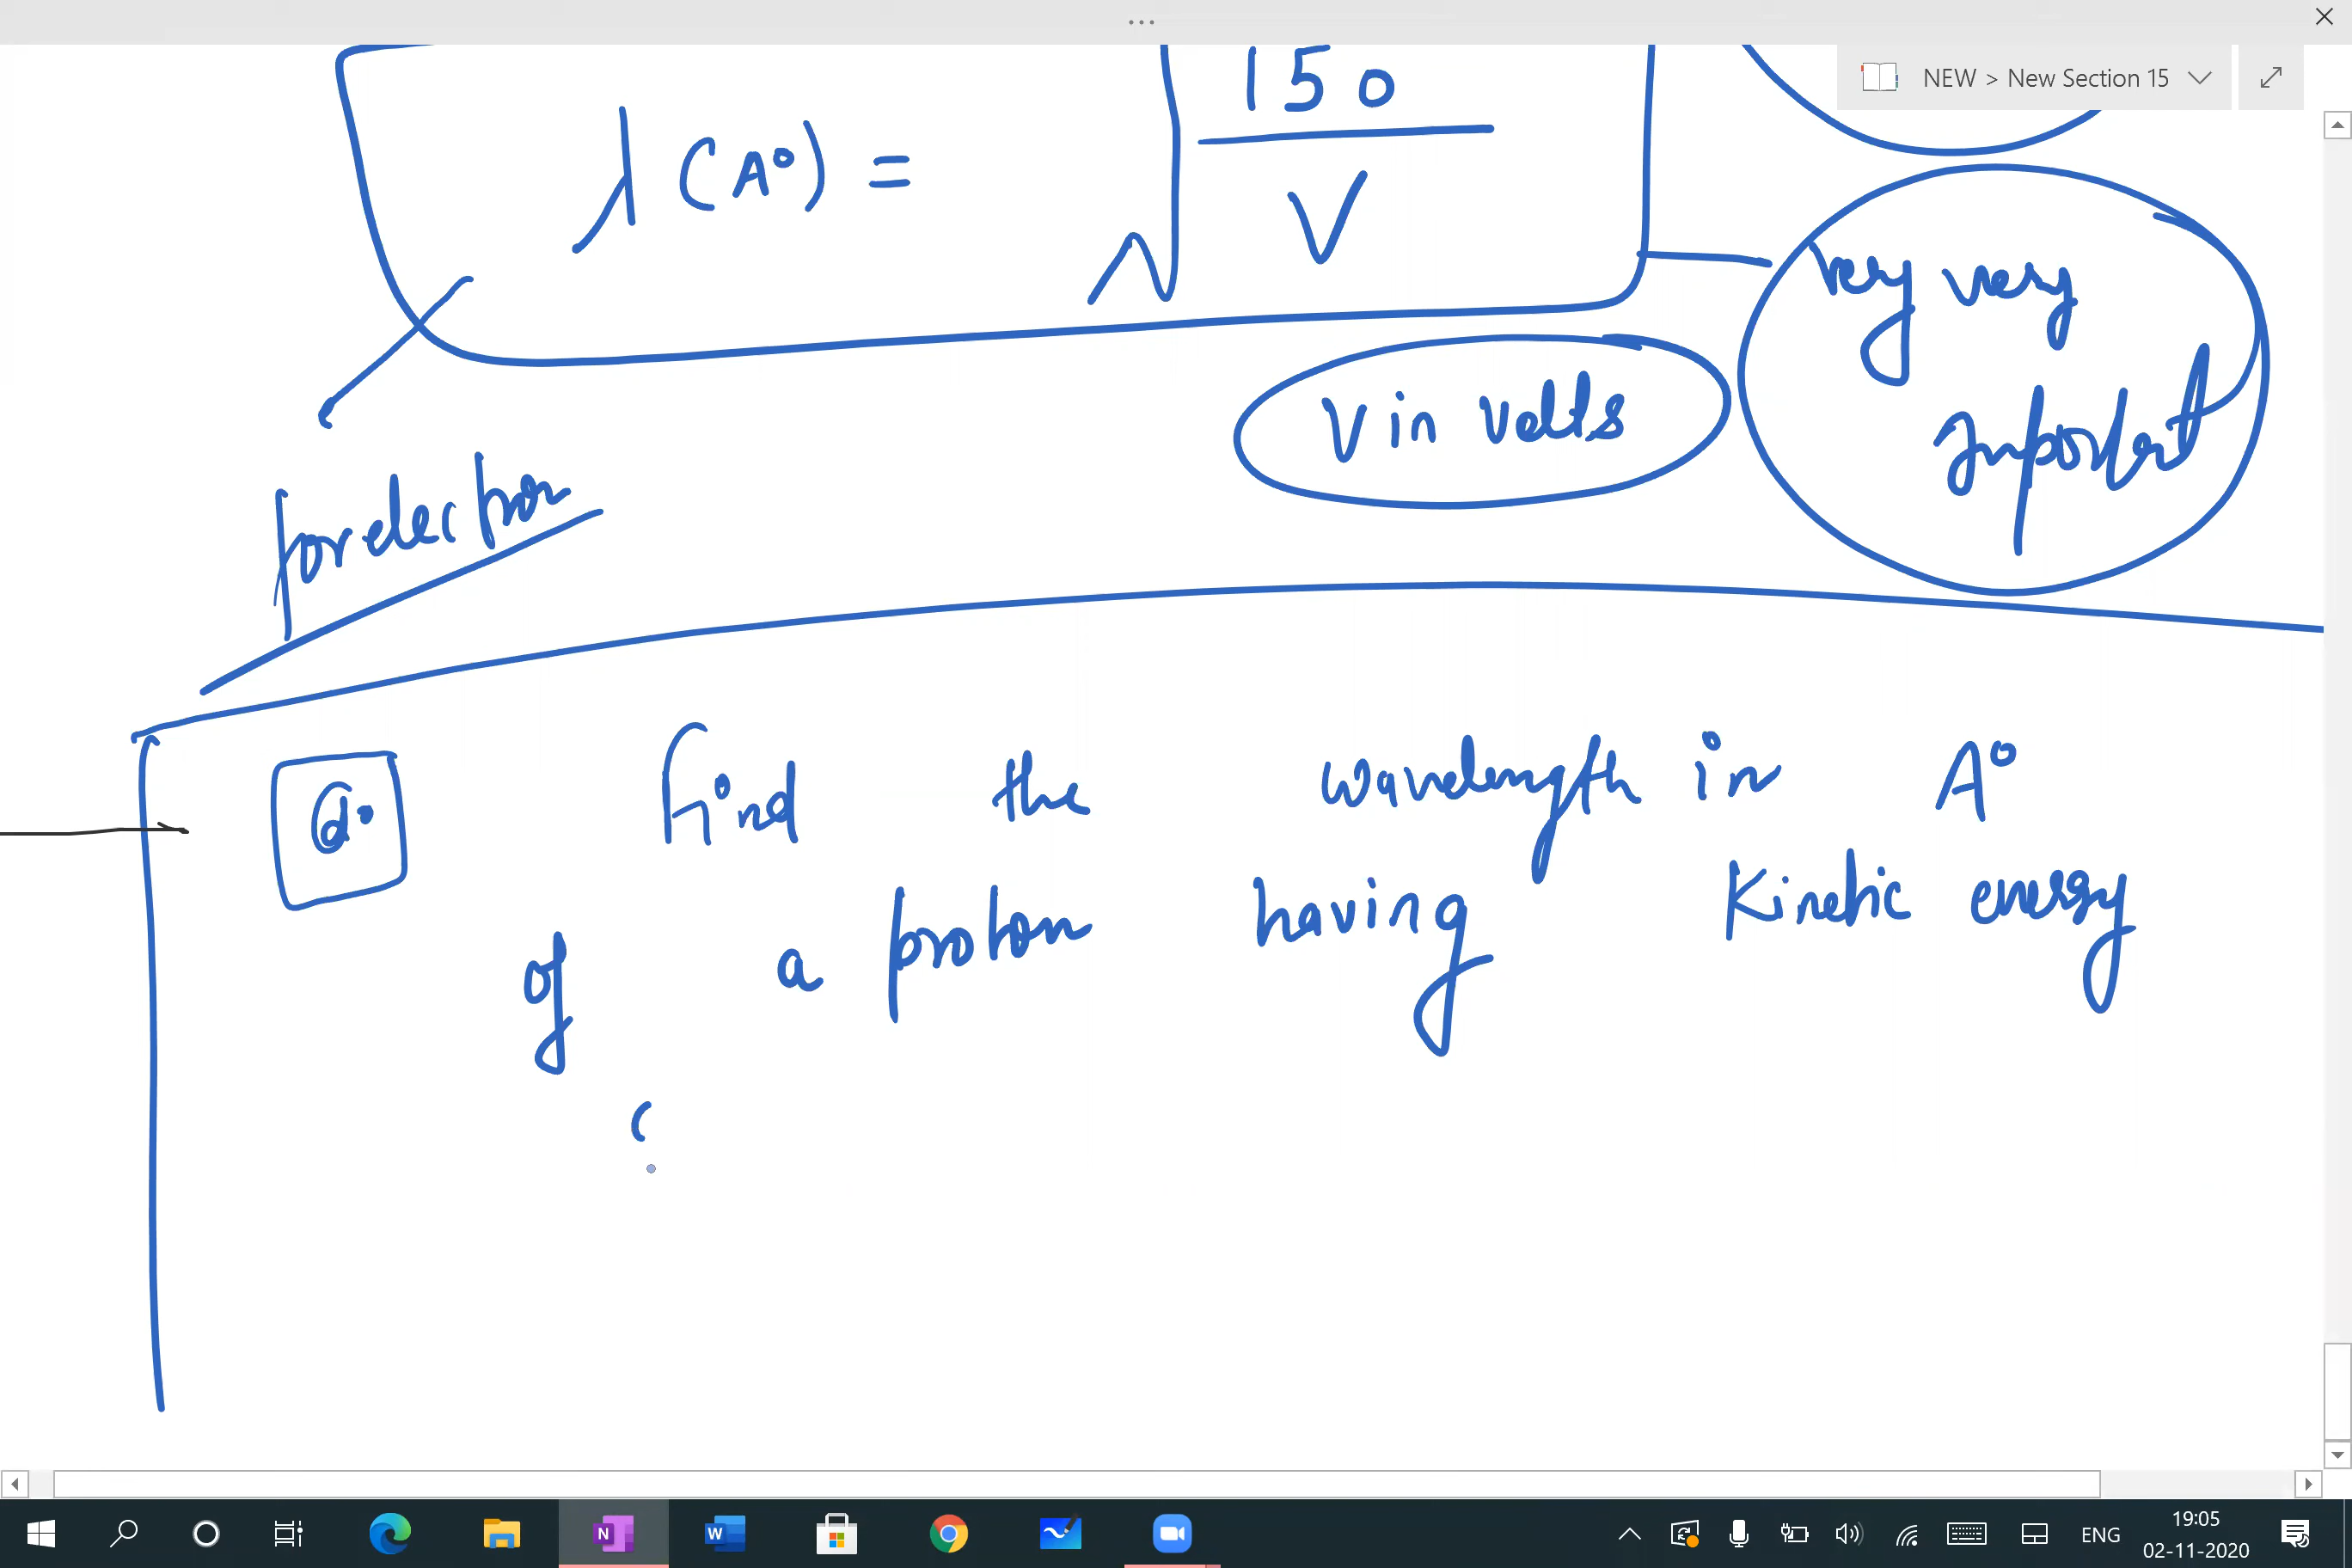 NEW > New Section 15
λ (A°) = √ 150 / V
very very
Important
V in Volts
for electron
Q.
Find the wavelength in A°
of a proton having Kinetic energy
(
N
W
ENG
19:05
02-11-2020